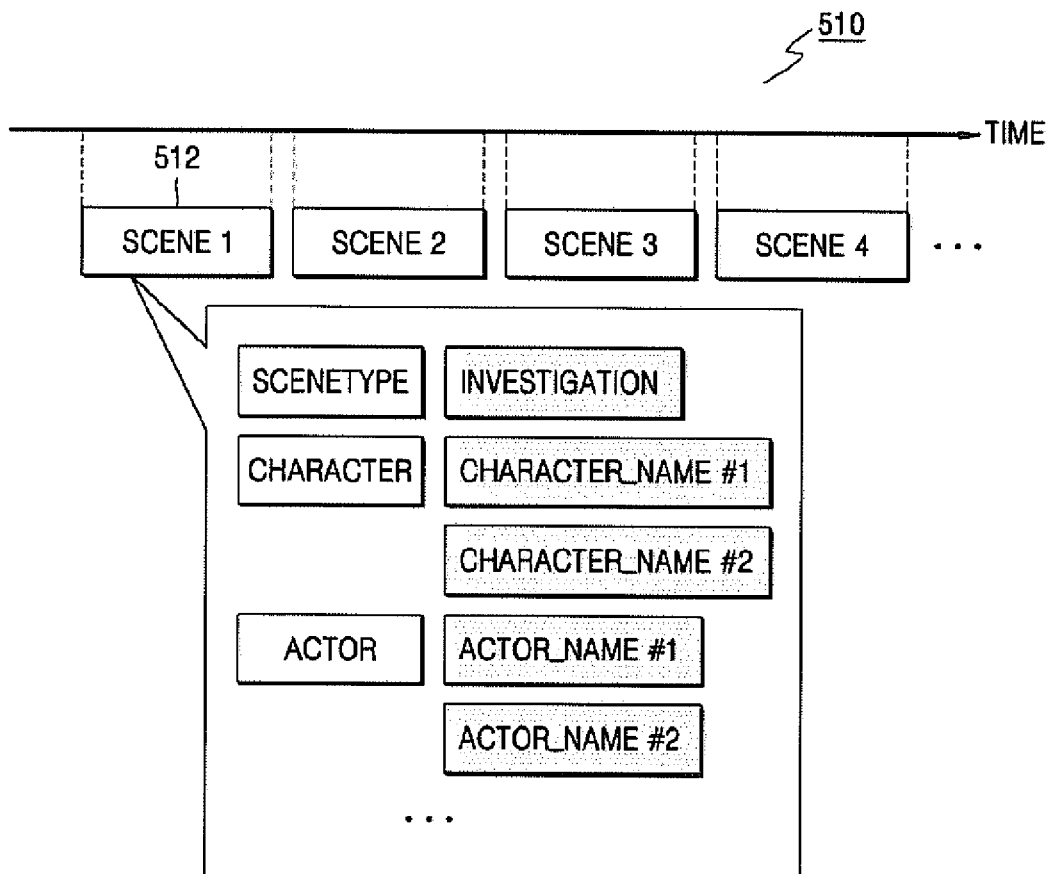 510
TIME
512
SCENE 1 SCENE 2 SCENE 3 SCENE 4 ...
SCENETYPE INVESTIGATION
CHARACTER CHARACTER_NAME #1
CHARACTER_NAME #2
ACTOR ACTOR_NAME #1
ACTOR_NAME #2
...